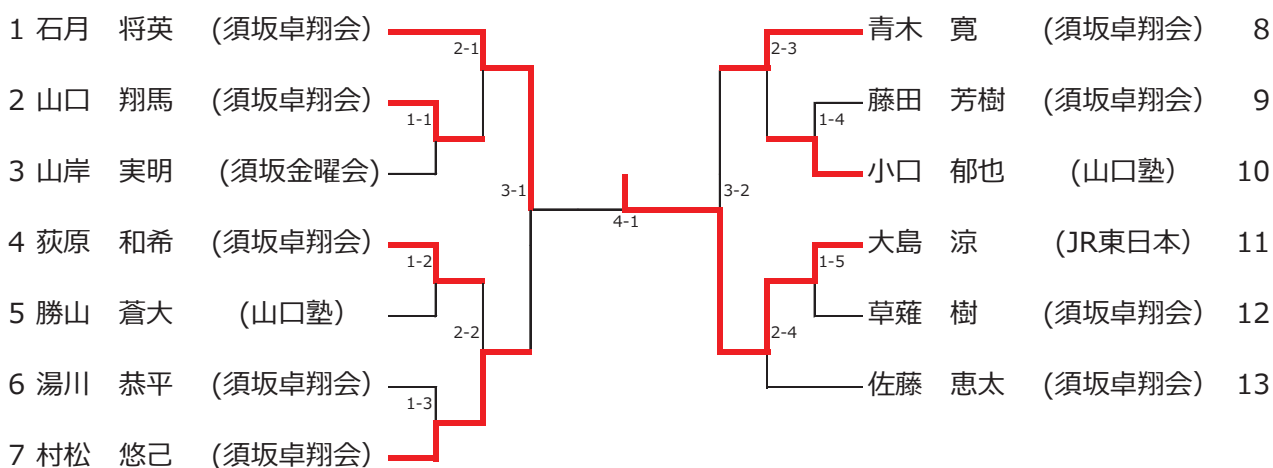 1 石月 将英 (須坂卓翔会)
2 山口 翔馬 (須坂卓翔会)
3 山岸 実明 (須坂金曜会)
4 荻原 和希 (須坂卓翔会)
5 勝山 蒼大 (山口塾)
6 湯川 恭平 (須坂卓翔会)
7 村松 悠己 (須坂卓翔会)
2-1
1-1
3-1
1-2
2-2
1-3
4-1
2-3
1-4
3-2
1-5
2-4
青木 寛 (須坂卓翔会) 8
藤田 芳樹 (須坂卓翔会) 9
小口 郁也 (山口塾) 10
大島 涼 (JR東日本) 11
草薙 樹 (須坂卓翔会) 12
佐藤 恵太 (須坂卓翔会) 13